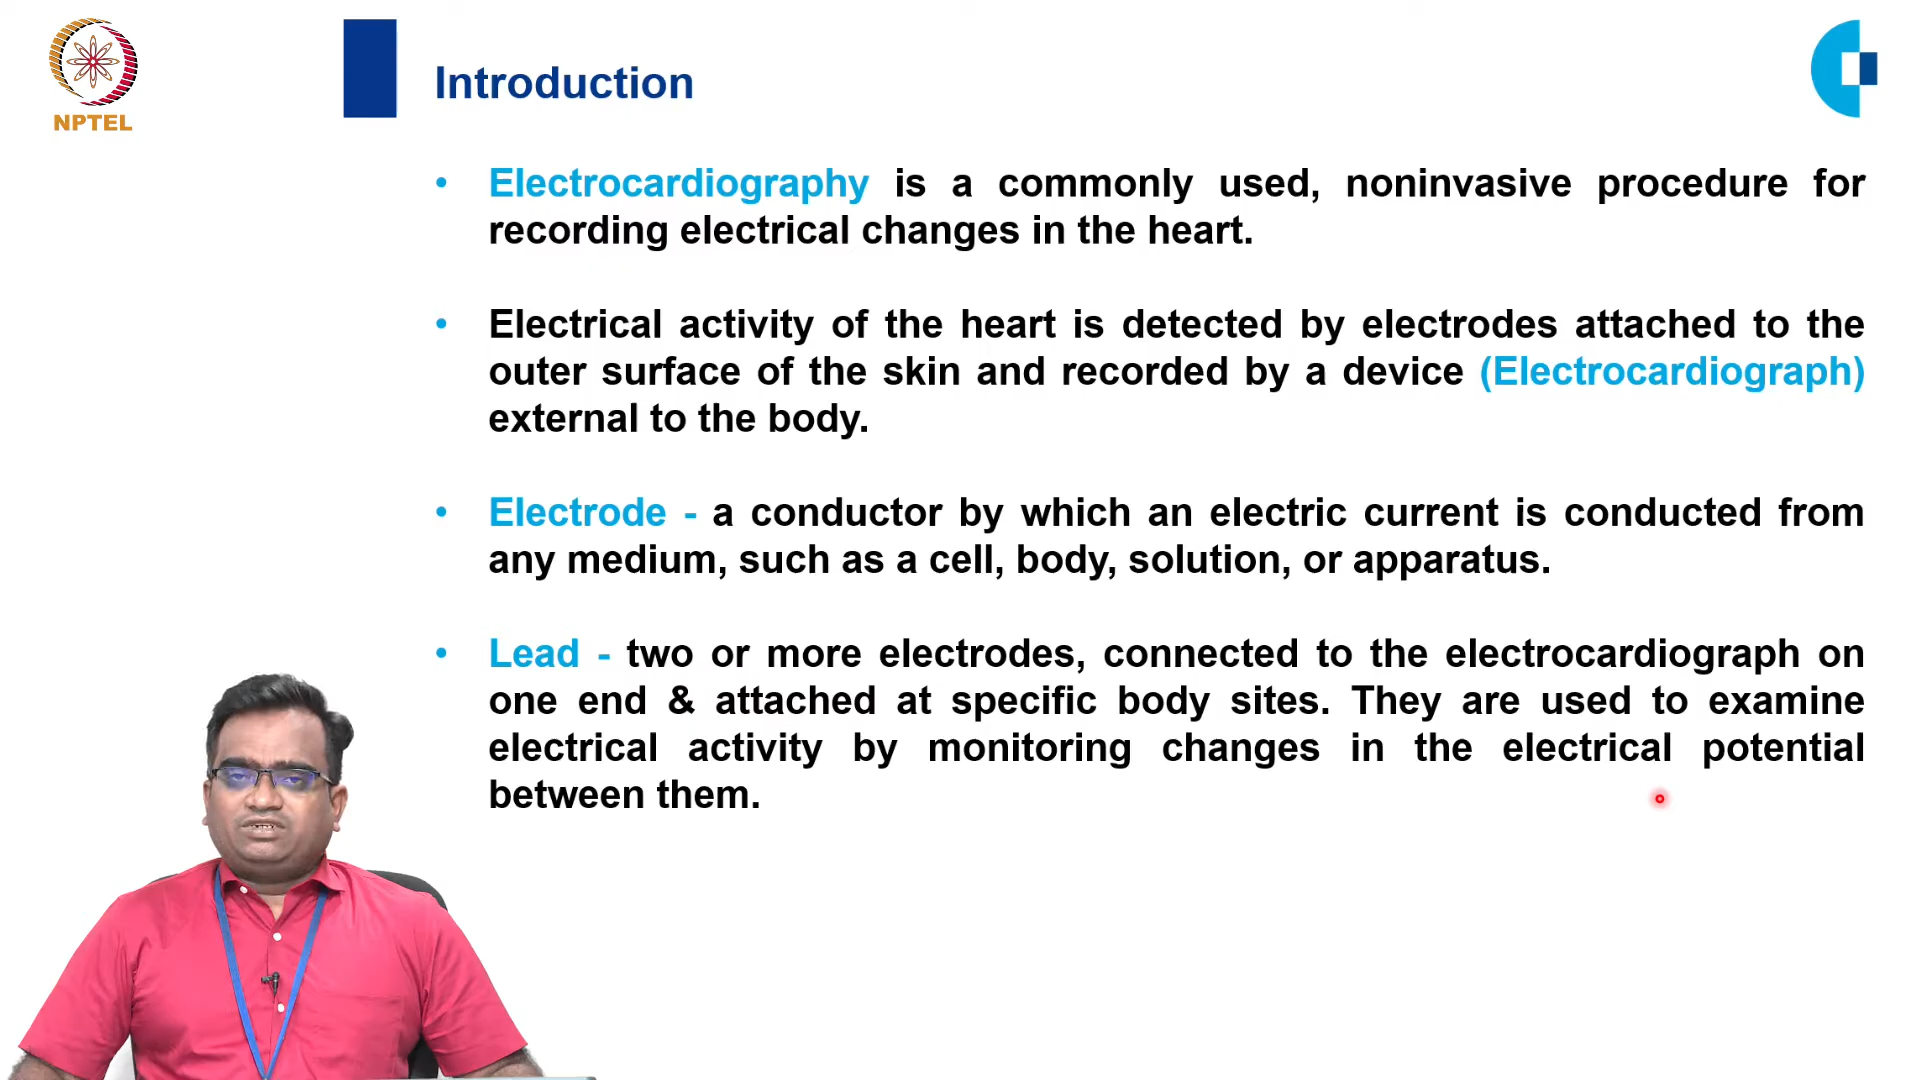 NPTEL
Introduction
• Electrocardiography is a commonly used, noninvasive procedure for
recording electrical changes in the heart.
• Electrical activity of the heart is detected by electrodes attached to the
outer surface of the skin and recorded by a device (Electrocardiograph)
external to the body.
• Electrode - a conductor by which an electric current is conducted from
any medium, such as a cell, body, solution, or apparatus.
• Lead - two or more electrodes, connected to the electrocardiograph on
one end & attached at specific body sites. They are used to examine
electrical activity by monitoring changes in the electrical potential
between them.